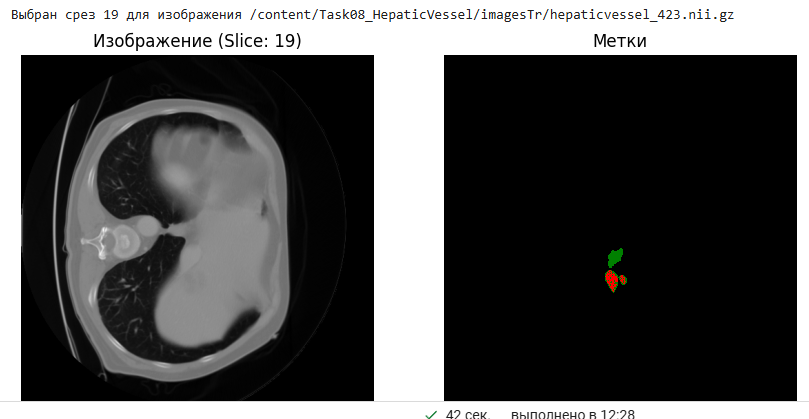 Выбран срез 19 для изображения /content/Task08_HepaticVessel/imagesTr/hepaticvessel_423.nii.gz
Изображение (Slice: 19)
Метки
42 сек. выполнено в 12:28